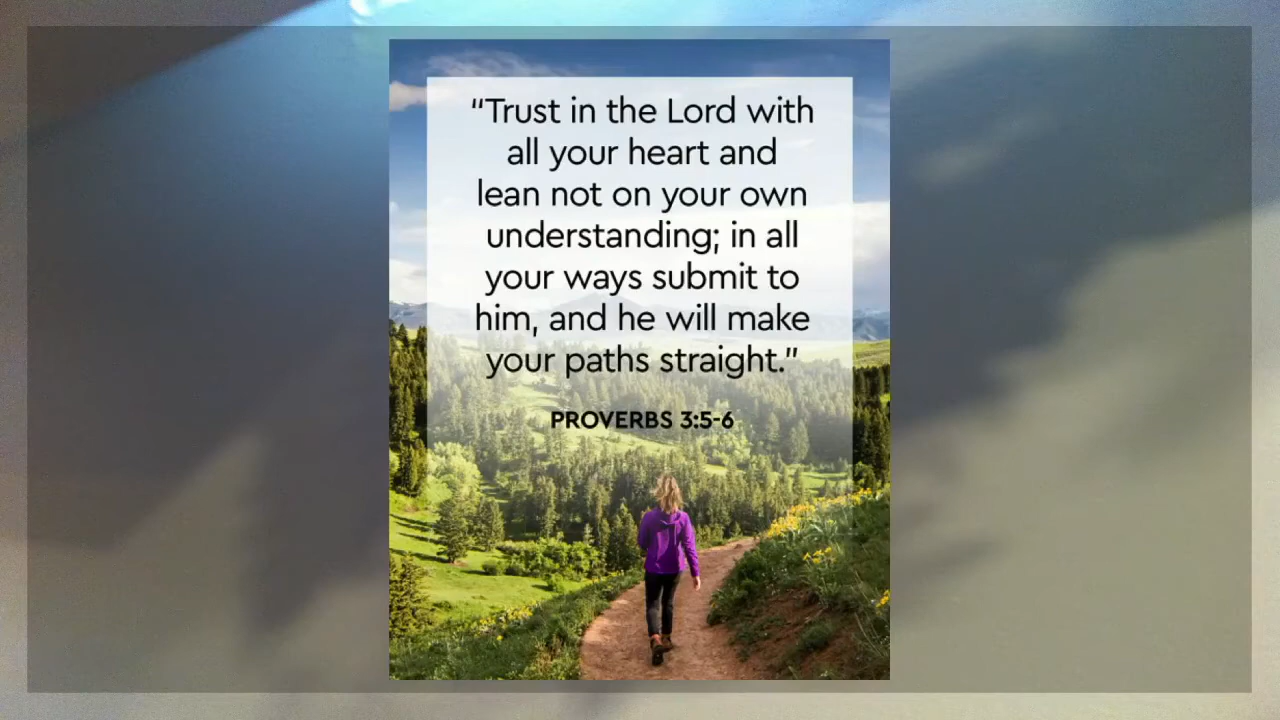 “Trust in the Lord with
all your heart and
lean not on your own
understanding; in all
your ways submit to
him, and he will make
your paths straight.”
PROVERBS 3:5-6